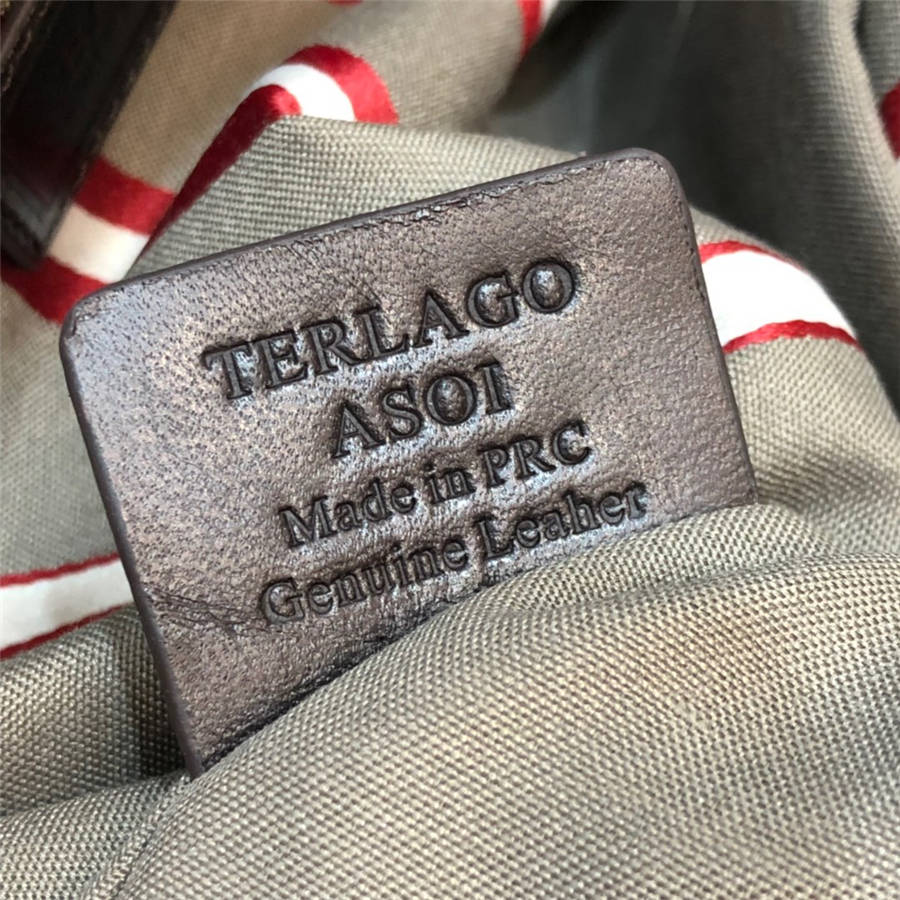 TERLAGO
ASOI
Made in PRC
Genuine Leaher